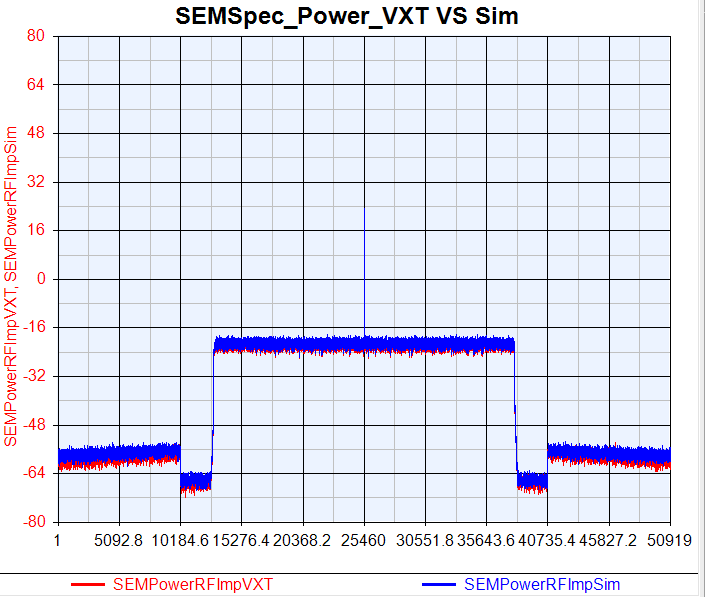 SEMSpec_Power_VXT VS Sim
80
64
48
32
16
0
-16
-32
-48
-64
-80
SEMPowerRFImpVXT, SEMPowerRFImpSim
1 5092.8 10184.6 15276.4 20368.2 25460 30551.8 35643.6 40735.4 45827.2 50919
SEMPowerRFImpVXT SEMPowerRFImpSim